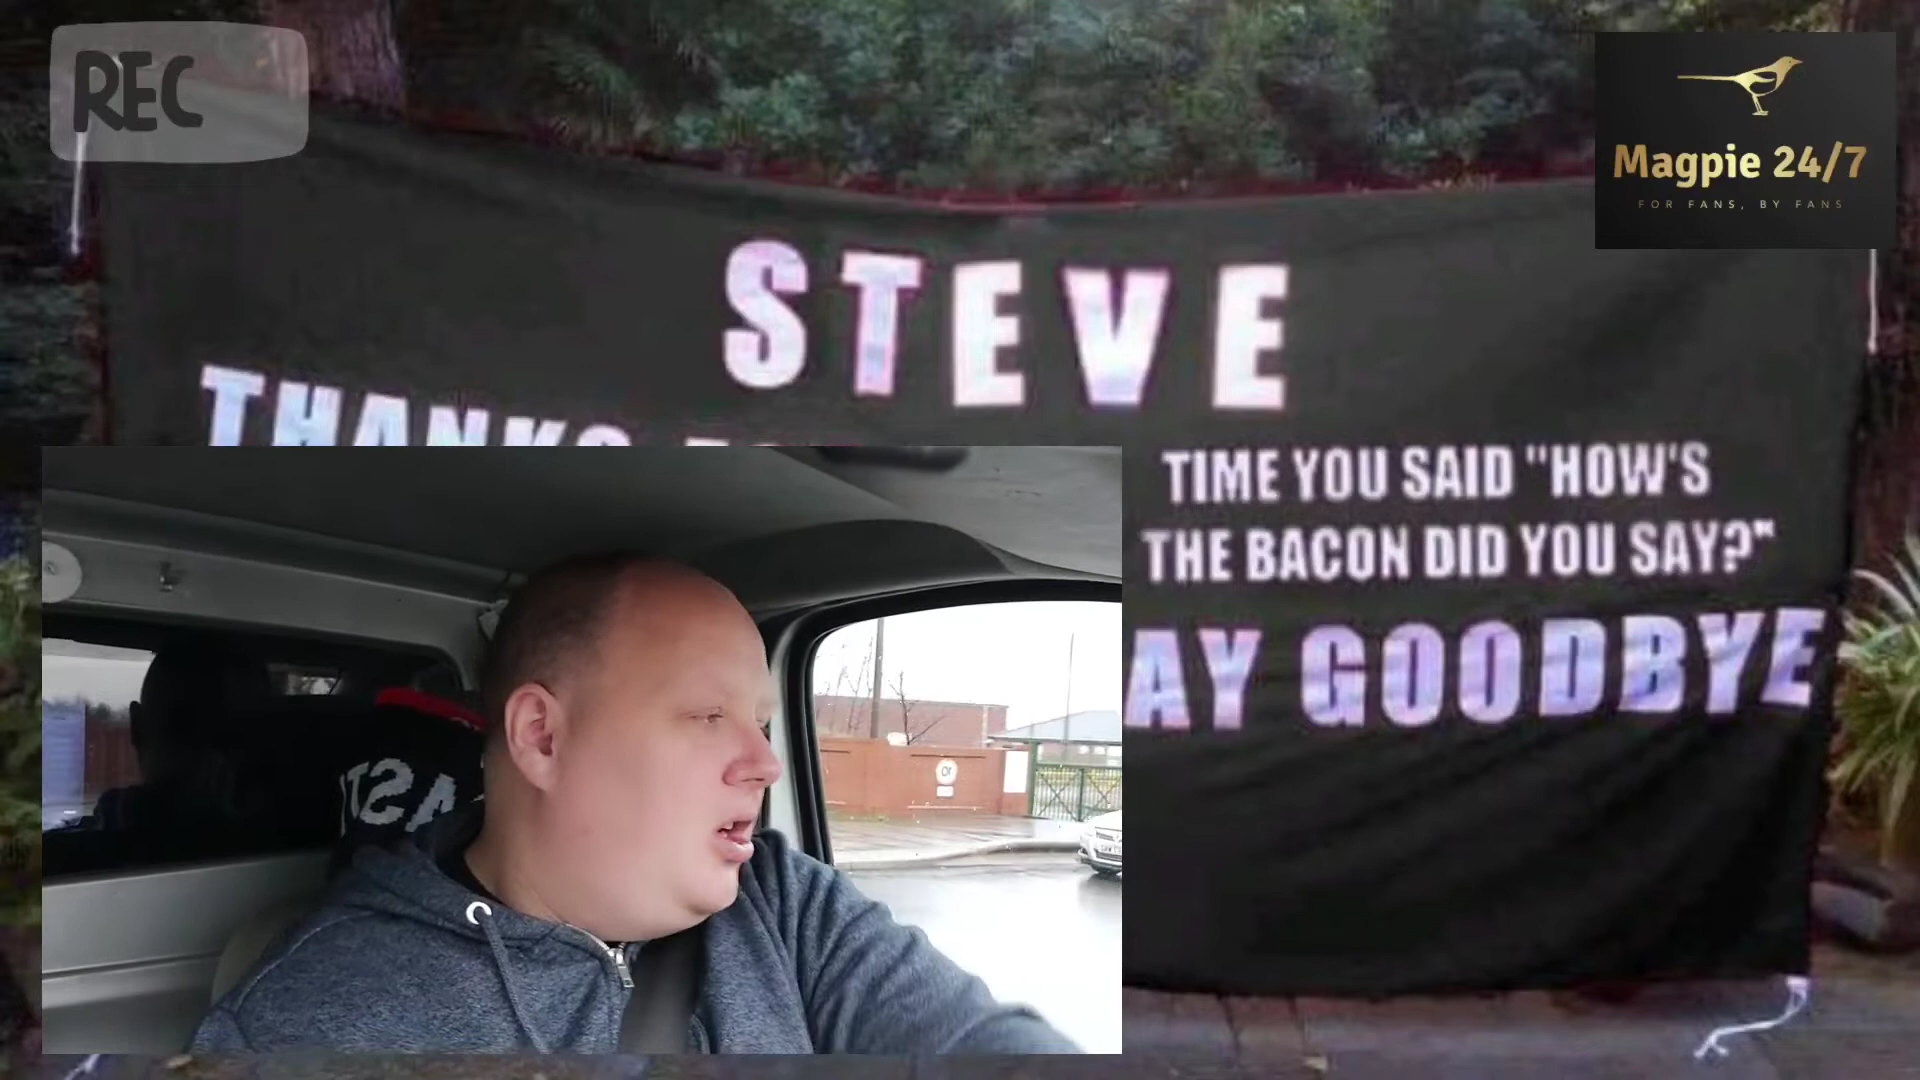 REC
Magpie 24/7
FOR FANS, BY FANS
STEVE
THANKS
TIME YOU SAID "HOW'S
THE BACON DID YOU SAY?"
AY GOODBYE